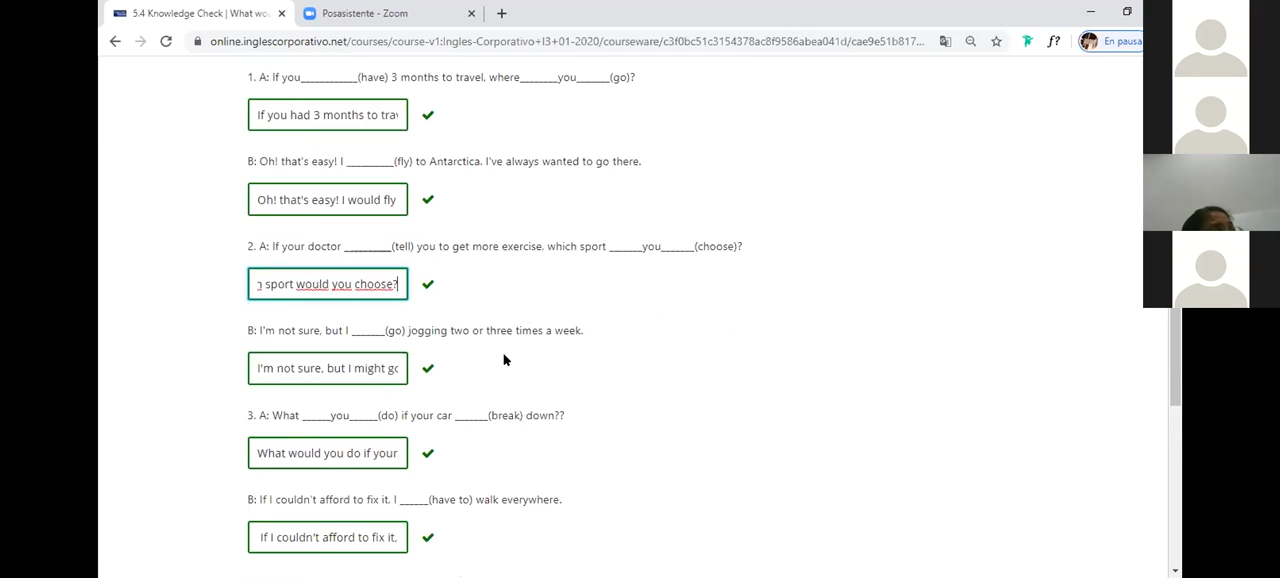 5.4 Knowledge Check | What wou
Posasistente - Zoom
online.inglescorporativo.net/courses/course-v1:Ingles-Corporativo+I3+01-2020/courseware/c3f0bc51c3154378ac8f9586abea041d/cae9e51b817...
f?
En pausa
1. A: If you___________(have) 3 months to travel, where_______you______(go)?
If you had 3 months to trav
B: Oh! that's easy! I _________(fly) to Antarctica. I've always wanted to go there.
Oh! that's easy! I would fly
2. A: If your doctor _________(tell) you to get more exercise, which sport ______you______(choose)?
sport would you choose?
B: I'm not sure, but I ______(go) jogging two or three times a week.
I'm not sure, but I might go
3. A: What _____you_____(do) if your car ______(break) down??
What would you do if your
B: If I couldn't afford to fix it, I _____(have to) walk everywhere.
If I couldn't afford to fix it,